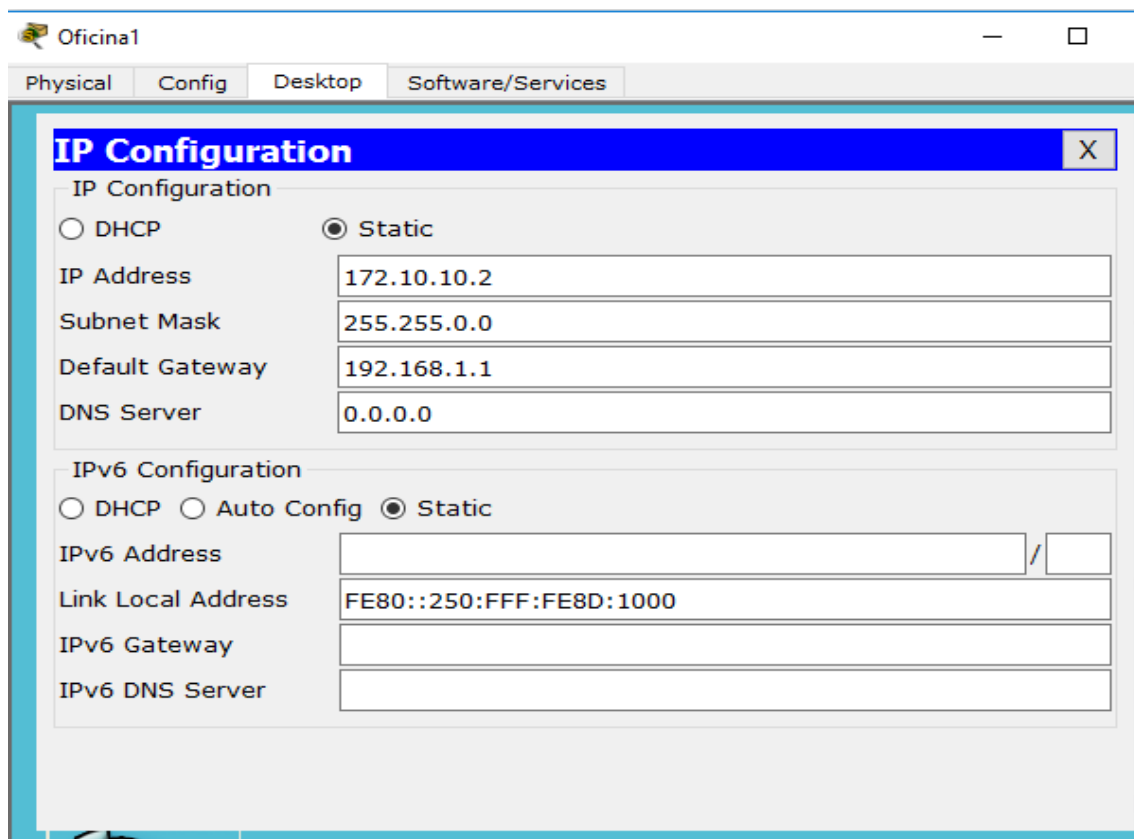 Oficina1
Physical Config Desktop Software/Services
IP Configuration X
IP Configuration
DHCP Static
IP Address 172.10.10.2
Subnet Mask 255.255.0.0
Default Gateway 192.168.1.1
DNS Server 0.0.0.0
IPv6 Configuration
DHCP Auto Config Static
IPv6 Address /
Link Local Address FE80::250:FFF:FE8D:1000
IPv6 Gateway
IPv6 DNS Server